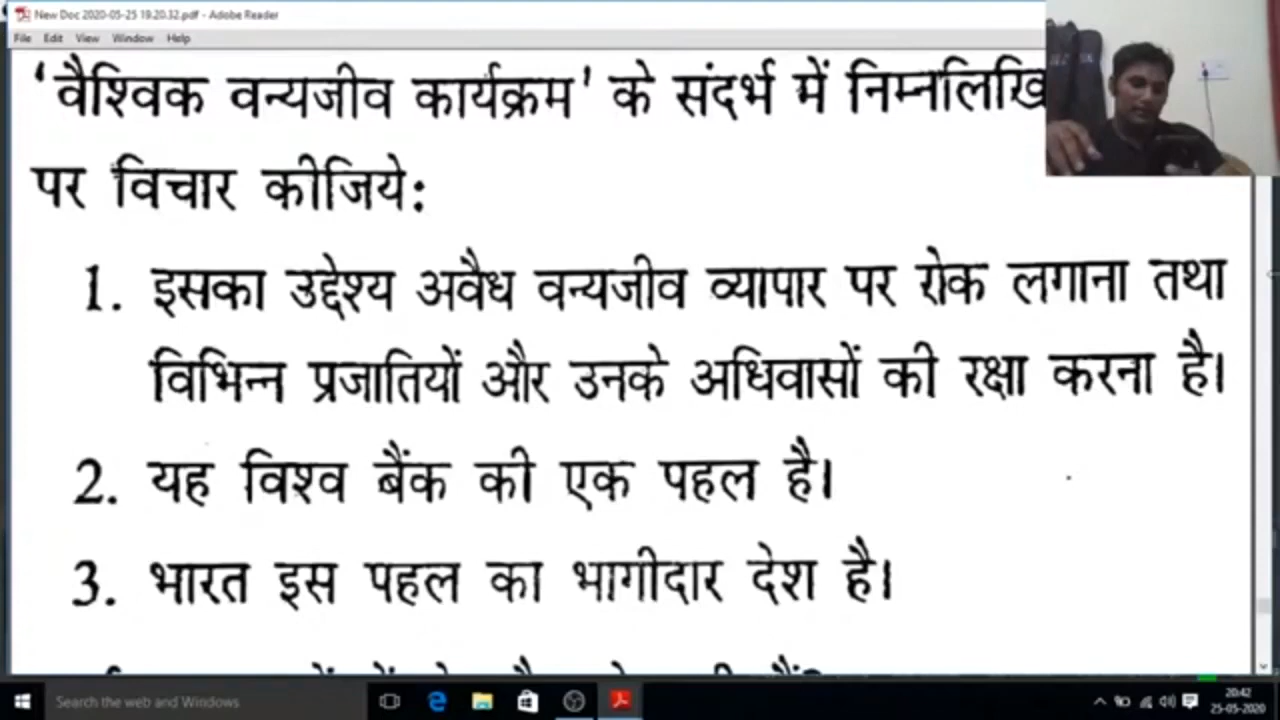 New Doc 2020-05-25 19.20.32.pdf - Adobe Reader
File Edit View Window Help
'वैश्विक वन्यजीव कार्यक्रम' के संदर्भ में
पर विचार कीजिये:
1. इसका उद्देश्य अवैध वन्यजीव व्यापार पर रोक लगाना तथा
विभिन्न प्रजातियों और उनके अधिवासों की रक्षा करना है।
2. यह विश्व बैंक की एक पहल है।
3. भारत इस पहल का भागीदार देश है।
Search the web and Windows
20:42
25-05-2020